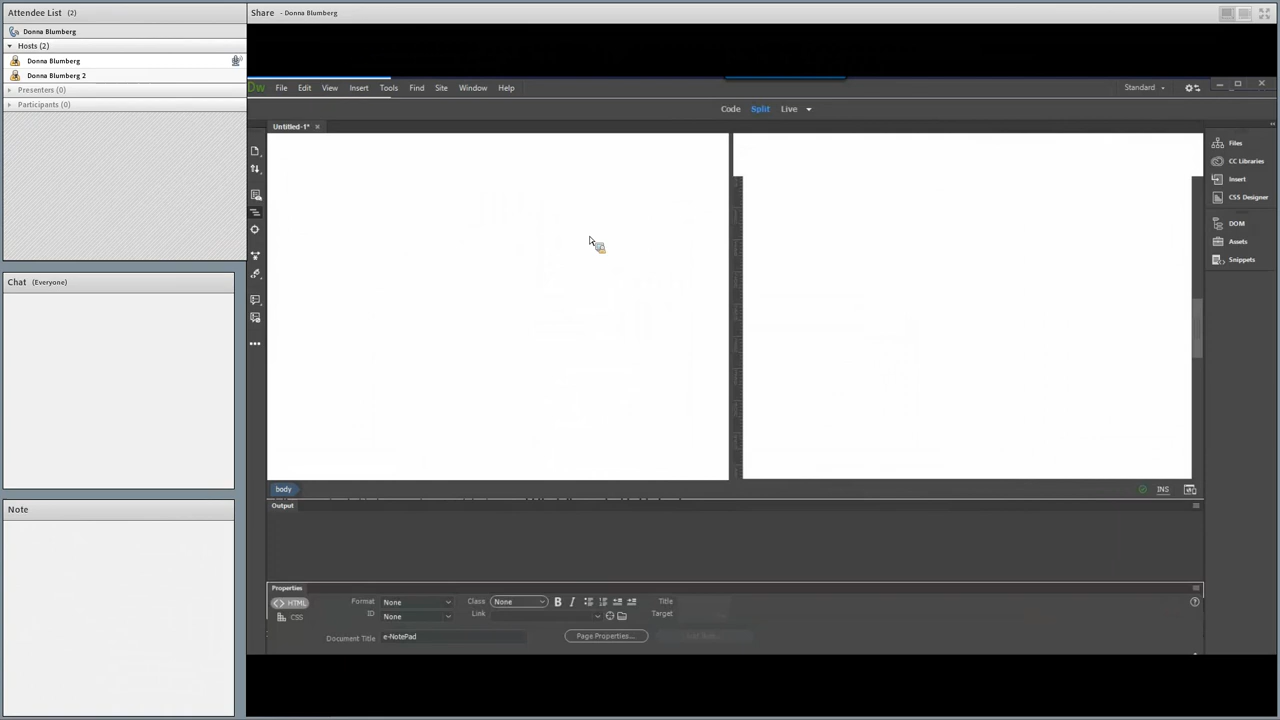 Attendee List (2)
Donna Blumberg
Hosts (2)
Donna Blumberg
Donna Blumberg 2
Presenters (0)
Participants (0)
Chat (Everyone)
Note
Share - Donna Blumberg
Dw File Edit View Insert Tools Find Site Window Help Standard
Code Split Live
Untitled-1* ×
Files
CC Libraries
Insert
CSS Designer
DOM
Assets
Snippets
body INS
Output
Properties
<> HTML Format None Class None B I Title
CSS ID None Link Target
Document Title e-NotePad Page Properties...